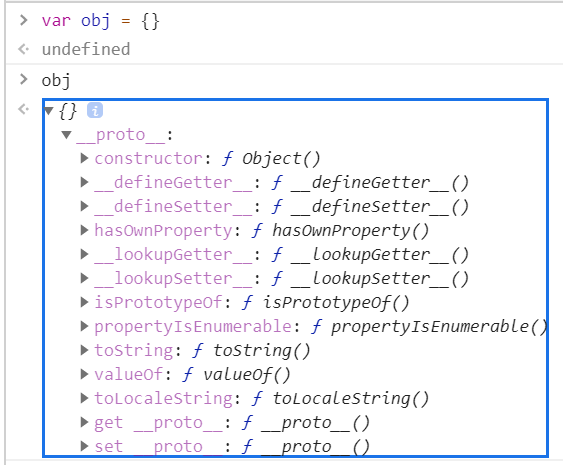 > var obj = {}
<· undefined
> obj
<· ▼ {} i
▼ __proto__:
▶ constructor: ƒ Object()
▶ __defineGetter__: ƒ __defineGetter__()
▶ __defineSetter__: ƒ __defineSetter__()
▶ hasOwnProperty: ƒ hasOwnProperty()
▶ __lookupGetter__: ƒ __lookupGetter__()
▶ __lookupSetter__: ƒ __lookupSetter__()
▶ isPrototypeOf: ƒ isPrototypeOf()
▶ propertyIsEnumerable: ƒ propertyIsEnumerable()
▶ toString: ƒ toString()
▶ valueOf: ƒ valueOf()
▶ toLocaleString: ƒ toLocaleString()
▶ get __proto__: ƒ __proto__()
▶ set __proto__: ƒ __proto__()